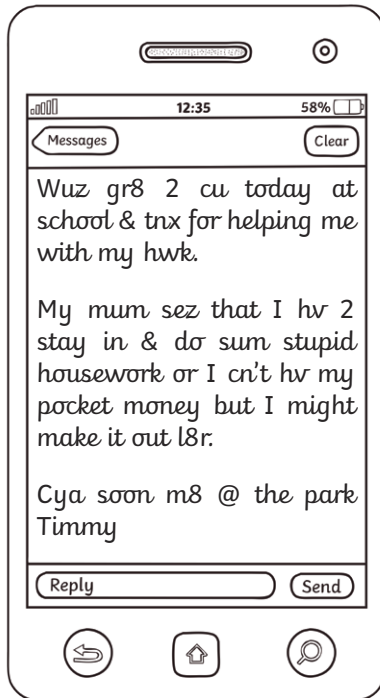 12:35
58%
Messages
Clear
Wuz gr8 2 cu today at
school & tnx for helping me
with my hwk.
My mum sez that I hv 2
stay in & do sum stupid
housework or I cn't hv my
pocket money but I might
make it out l8r.
Cya soon m8 @ the park
Timmy
Reply
Send